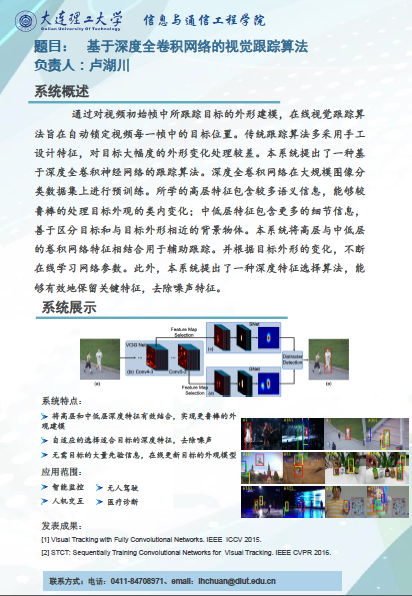 大连理工大学
Dalian University Of Technology
信息与通信工程学院
题目： 基于深度全卷积网络的视觉跟踪算法
负责人：卢湖川
系统概述
通过对视频初始帧中所跟踪目标的外形建模，在线视觉跟踪算
法旨在自动锁定视频每一帧中的目标位置。传统跟踪算法多采用手工
设计特征，对目标大幅度的外形变化处理较差。本系统提出了一种基
于深度全卷积神经网络的跟踪算法。深度全卷积网络在大规模图像分
类数据集上进行预训练。所学的高层特征包含较多语义信息，能够较
鲁棒的处理目标外观的类内变化；中低层特征包含更多的细节信息，
善于区分目标和与目标外形相近的背景物体。本系统将高层与中低层
的卷积网络特征相结合用于辅助跟踪。并根据目标外形的变化，不断
在线学习网络参数。此外，本系统提出了一种深度特征选择算法，能
够有效地保留关键特征，去除噪声特征。
系统展示
Feature Map
Selection
SNet
VGG Net
(c)
(a)
(b) Conv4-3
Conv5-3
Distracter
Detection
(e)
GNet
Feature Map
Selection
系统特点：
将高层和中低层深度特征有效结合，实现更鲁棒的外
观建模
自适应的选择适合目标的深度特征，去除噪声
无需目标的大量先验信息，在线更新目标的外观模型
应用范围：
智能监控 无人驾驶
人机交互 医疗诊断
发表成果：
[1] Visual Tracking with Fully Convolutional Networks. IEEE ICCV 2015.
[2] STCT: Sequentially Training Convolutional Networks for Visual Tracking. IEEE CVPR 2015.
联系方式：电话：0411-84708971、email：lhchuan@dlut.edu.cn